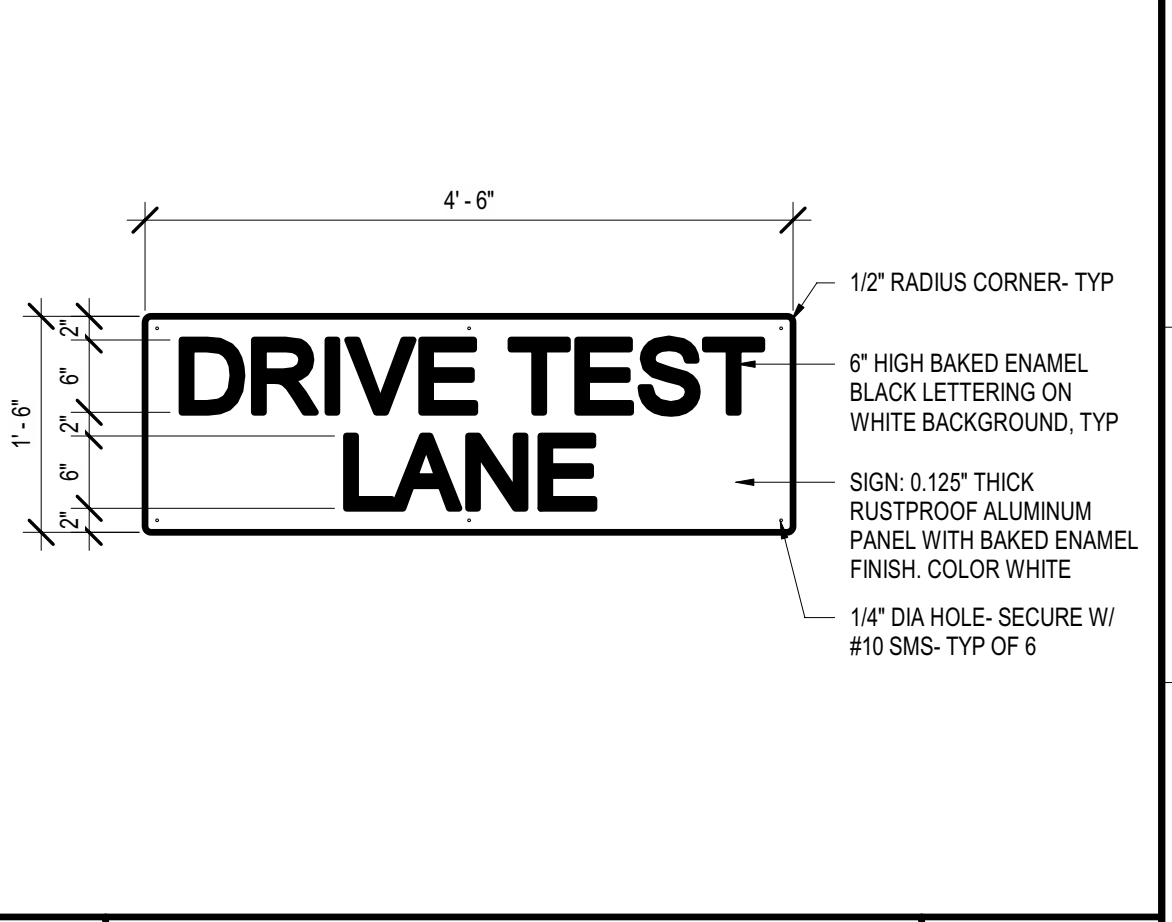 4' - 6"
1/2" RADIUS CORNER- TYP
2"
6"
2"
6"
2"
1' - 6"
DRIVE TEST
LANE
6" HIGH BAKED ENAMEL
BLACK LETTERING ON
WHITE BACKGROUND, TYP
SIGN: 0.125" THICK
RUSTPROOF ALUMINUM
PANEL WITH BAKED ENAMEL
FINISH. COLOR WHITE
1/4" DIA HOLE- SECURE W/
#10 SMS- TYP OF 6